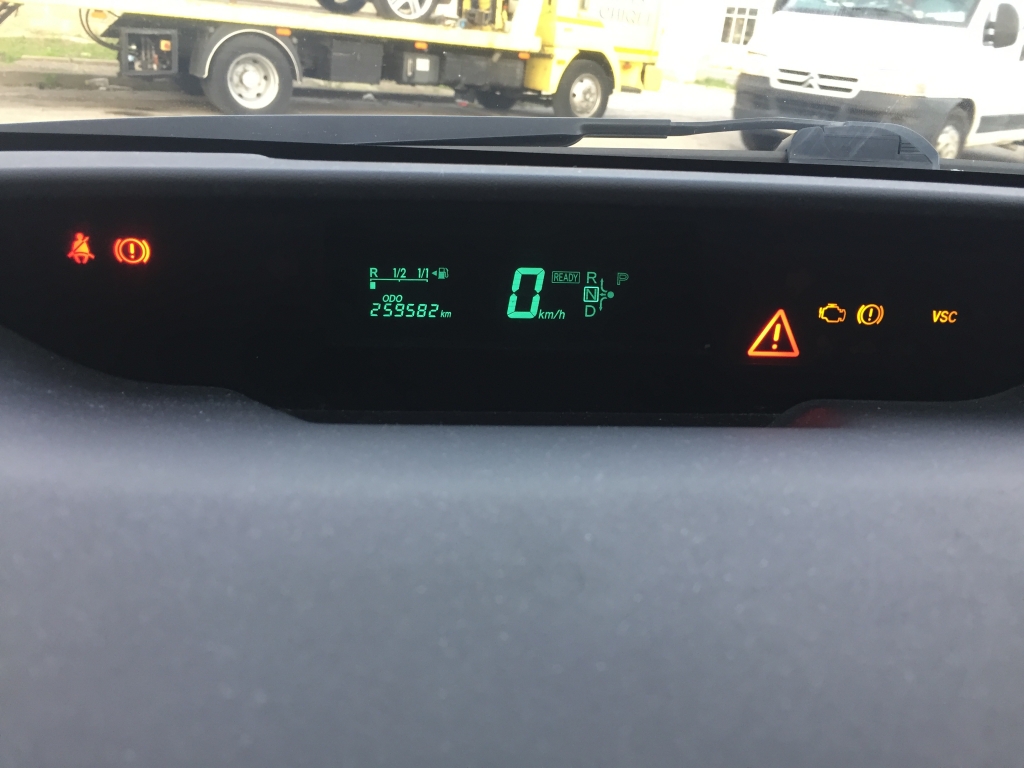 R 1/2 1/1
ODO
259582 km
0 km/h
READY
R
N
D
P
VSC